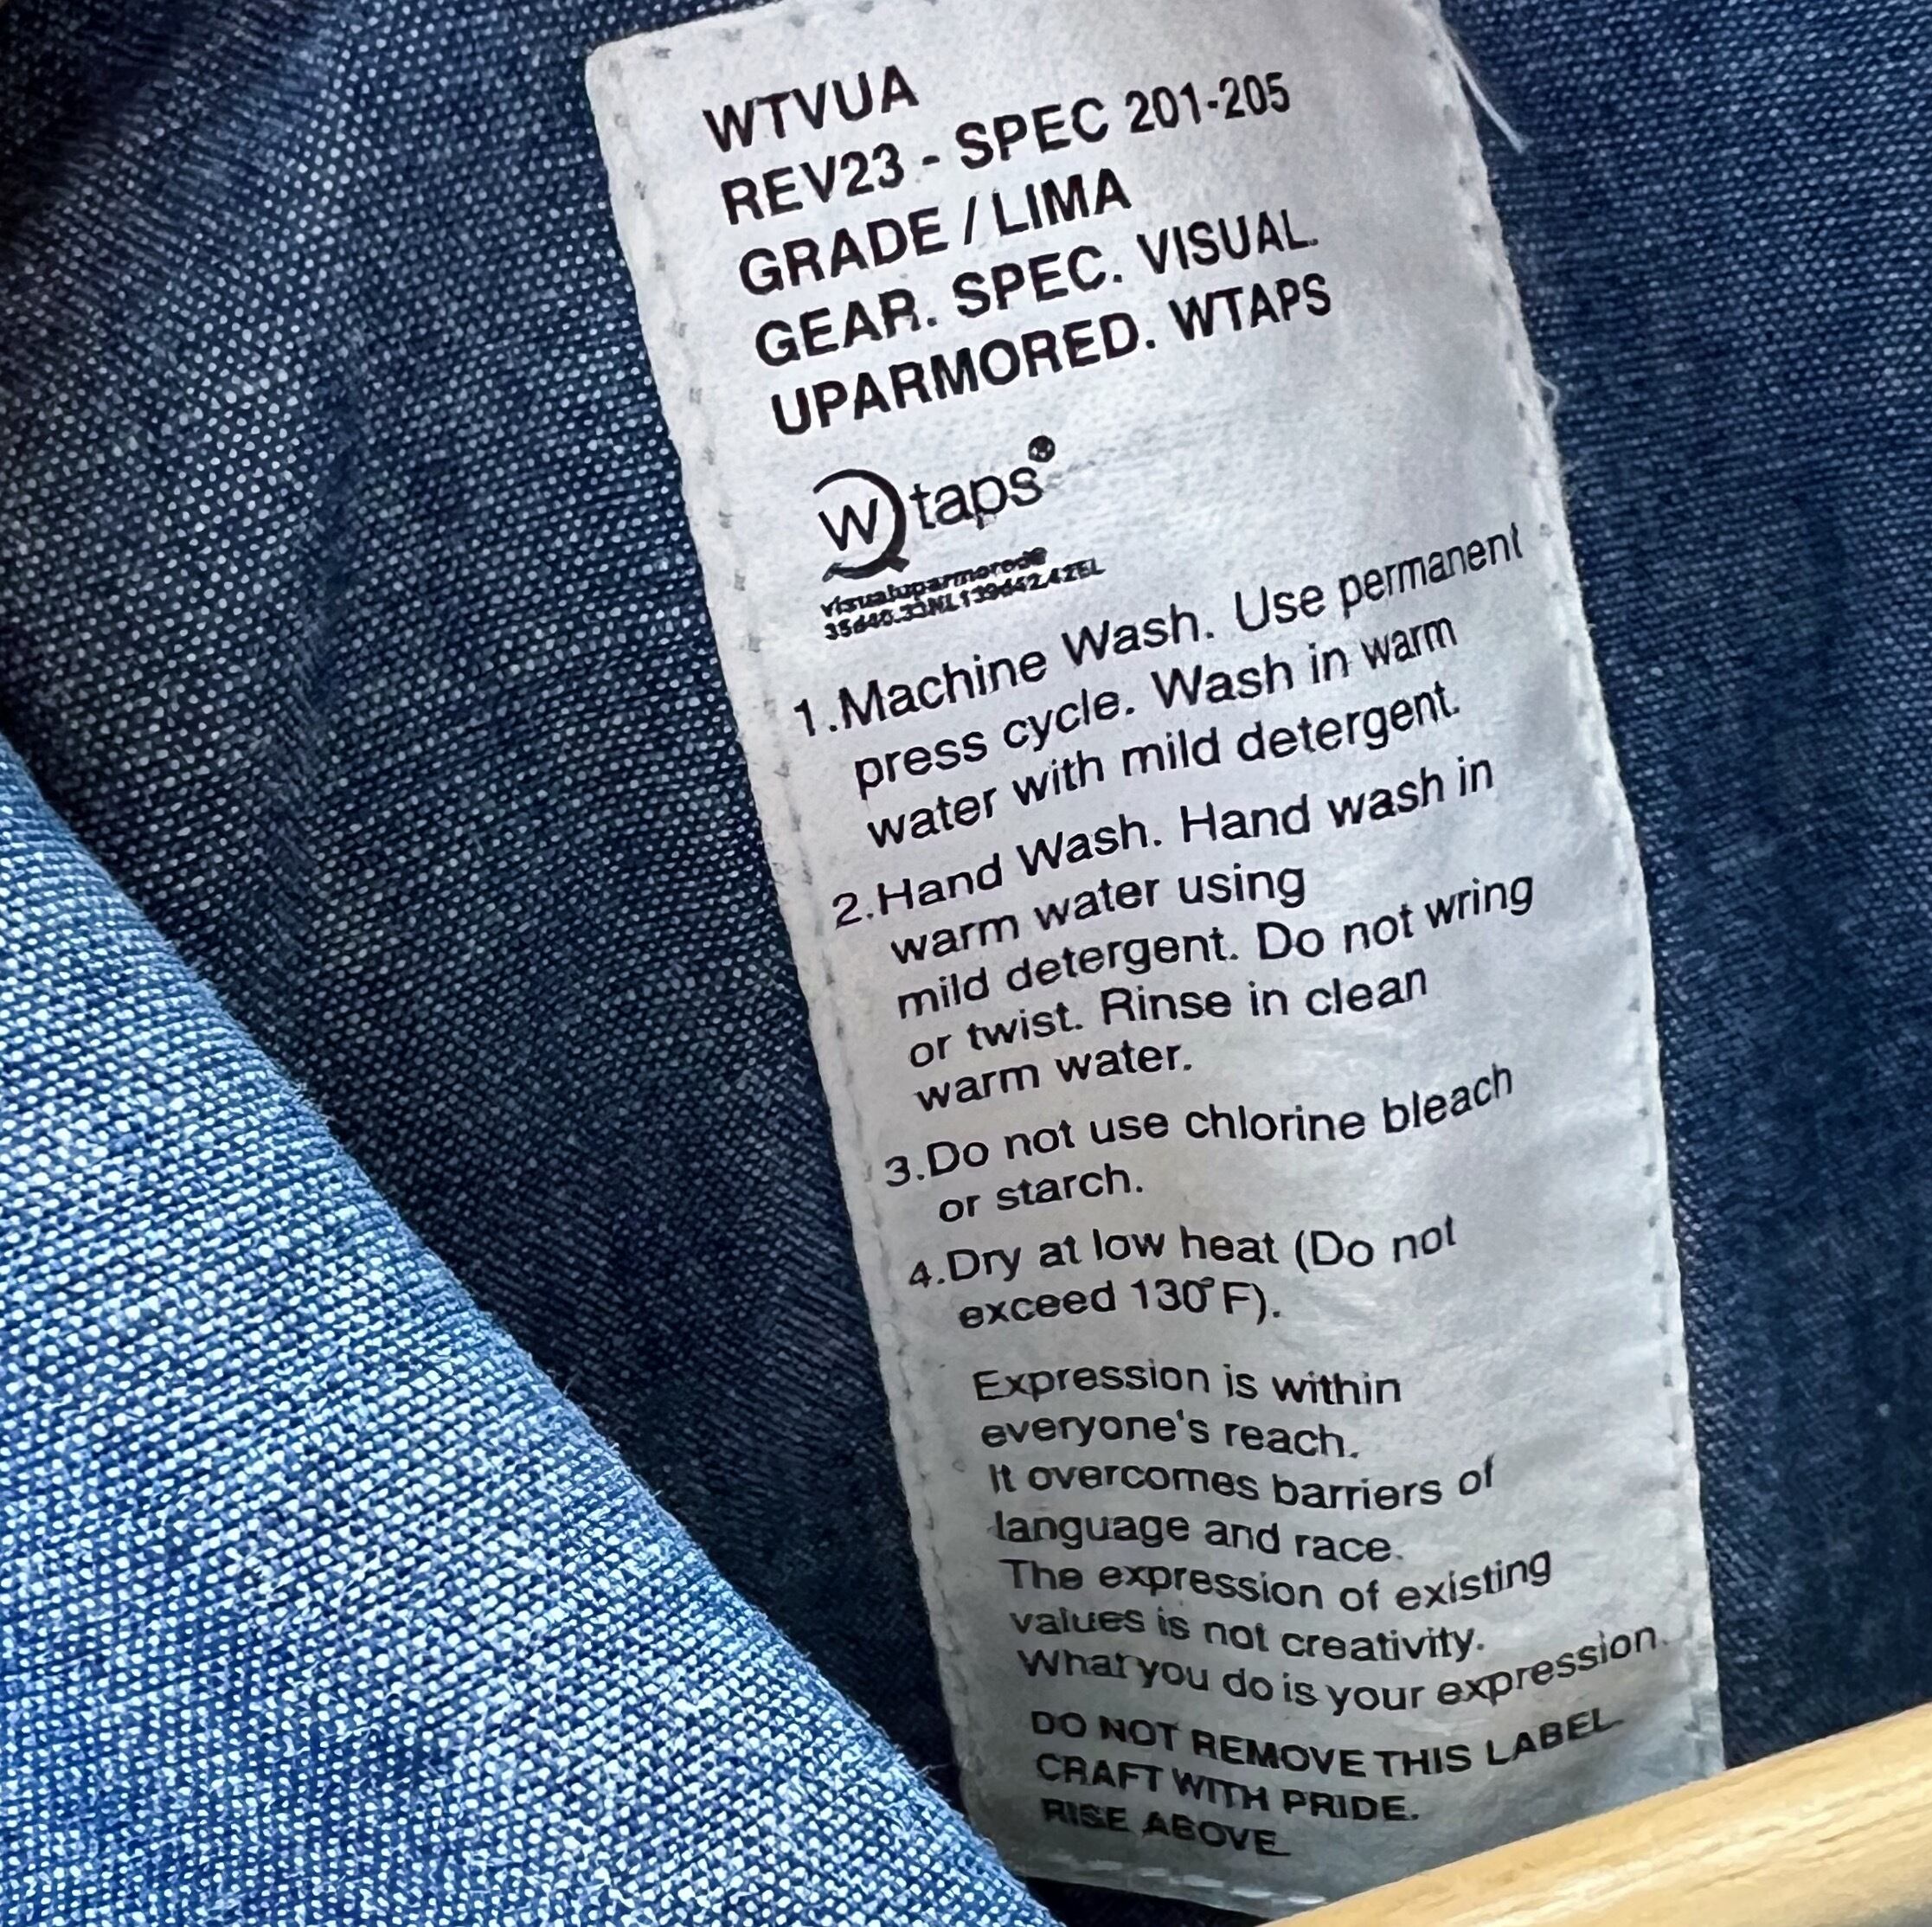 WTVUA
REV23 - SPEC 201-205
GRADE / LIMA
GEAR. SPEC. VISUAL.
UPARMORED. WTAPS
W taps
visualuparmored®
1.Machine Wash. Use permanent
press cycle. Wash in warm
water with mild detergent.
2.Hand Wash. Hand wash in
warm water using
mild detergent. Do not wring
or twist. Rinse in clean
warm water.
3.Do not use chlorine bleach
or starch.
4.Dry at low heat (Do not
exceed 130°F).
Expression is within
everyone's reach.
It overcomes barriers of
language and race.
The expression of existing
values is not creativity.
What you do is your expression.
DO NOT REMOVE THIS LABEL.
CRAFT WITH PRIDE.
RISE ABOVE